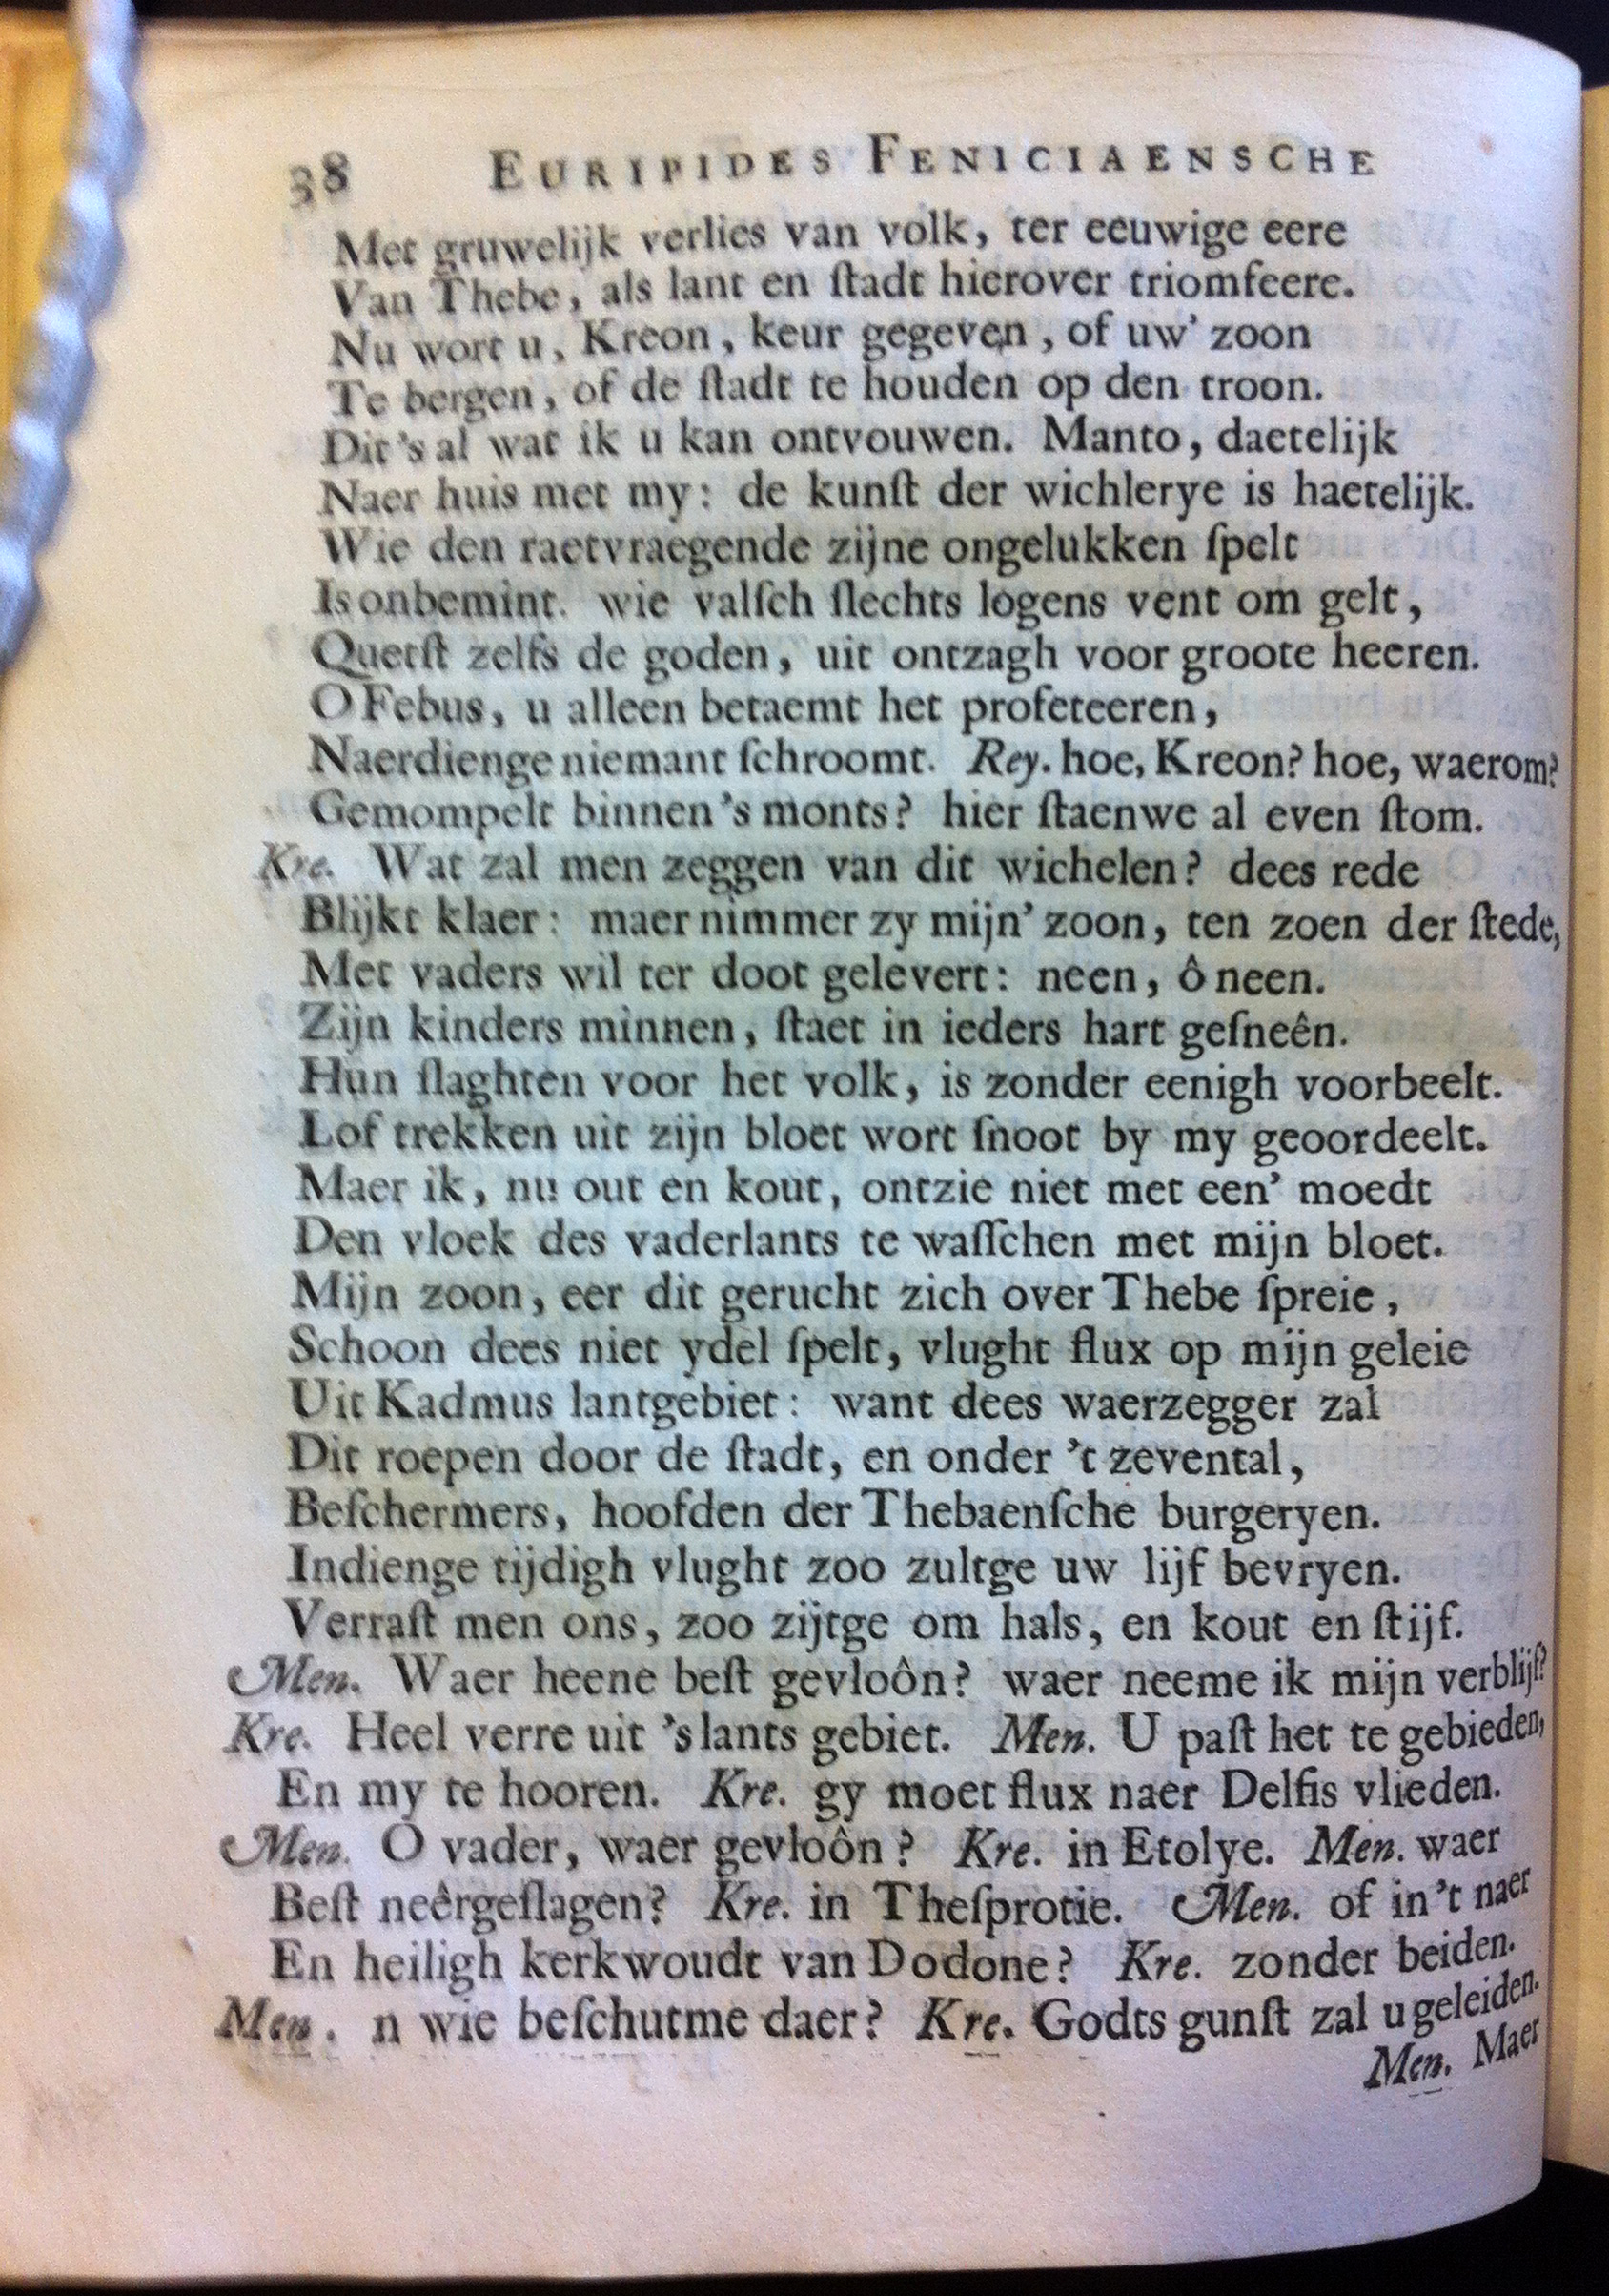 38 EURIPIDES FENICIAENSCHE
Met gruwelijk verlies van volk, ter eeuwige eere
Van Thebe, als lant en ſtadt hierover triomfeere.
Nu wort u, Kreon, keur gegeven, of uw' zoon
Te bergen, of de ſtadt te houden op den troon.
Dit's al wat ik u kan ontvouwen. Manto, daetelijk
Naer huis met my: de kunſt der wichlerye is haetelijk.
Wie den raetvraegende zijne ongelukken ſpelt
Is onbemint. wie valſch ſlechts logens vent om gelt,
Quetſt zelfs de goden, uit ontzagh voor groote heeren.
O Febus, u alleen betaemt het profeteeren,
Naerdienge niemant ſchroomt. Rey. hoe, Kreon? hoe, waerom?
Gemompelt binnen 's monts? hier ſtaenwe al even ſtom.
Kre. Wat zal men zeggen van dit wichelen? dees rede
Blijkt klaer: maer nimmer zy mijn' zoon, ten zoen der ſtede,
Met vaders wil ter doot gelevert: neen, ô neen.
Zijn kinders minnen, ſtaet in ieders hart geſneên.
Hun ſlaghten voor het volk, is zonder eenigh voorbeelt.
Lof trekken uit zijn bloet wort ſnoot by my geoordeelt.
Maer ik, nu out en kout, ontzie niet met een' moedt
Den vloek des vaderlants te waſſchen met mijn bloet.
Mijn zoon, eer dit gerucht zich over Thebe ſpreie,
Schoon dees niet ydel ſpelt, vlught flux op mijn geleie
Uit Kadmus lantgebiet: want dees waerzegger zal
Dit roepen door de ſtadt, en onder 't zevental,
Beſchermers, hoofden der Thebaenſche burgeryen.
Indienge tijdigh vlught zoo zultge uw lijf bevryen.
Verraſt men ons, zoo zijtge om hals, en kout en ſtijf.
Men. Waer heene beſt gevloôn? waer neeme ik mijn verblijf?
Kre. Heel verre uit 's lants gebiet. Men. U paſt het te gebieden,
En my te hooren. Kre. gy moet flux naer Delfis vlieden.
Men. O vader, waer gevloôn? Kre. in Etolye. Men. waer
Beſt neêrgeſlagen? Kre. in Theſprotie. Men. of in 't naer
En heiligh kerkwoudt van Dodone? Kre. zonder beiden.
Men. n wie beſchutme daer? Kre. Godts gunſt zal u geleiden.
Men. Maer